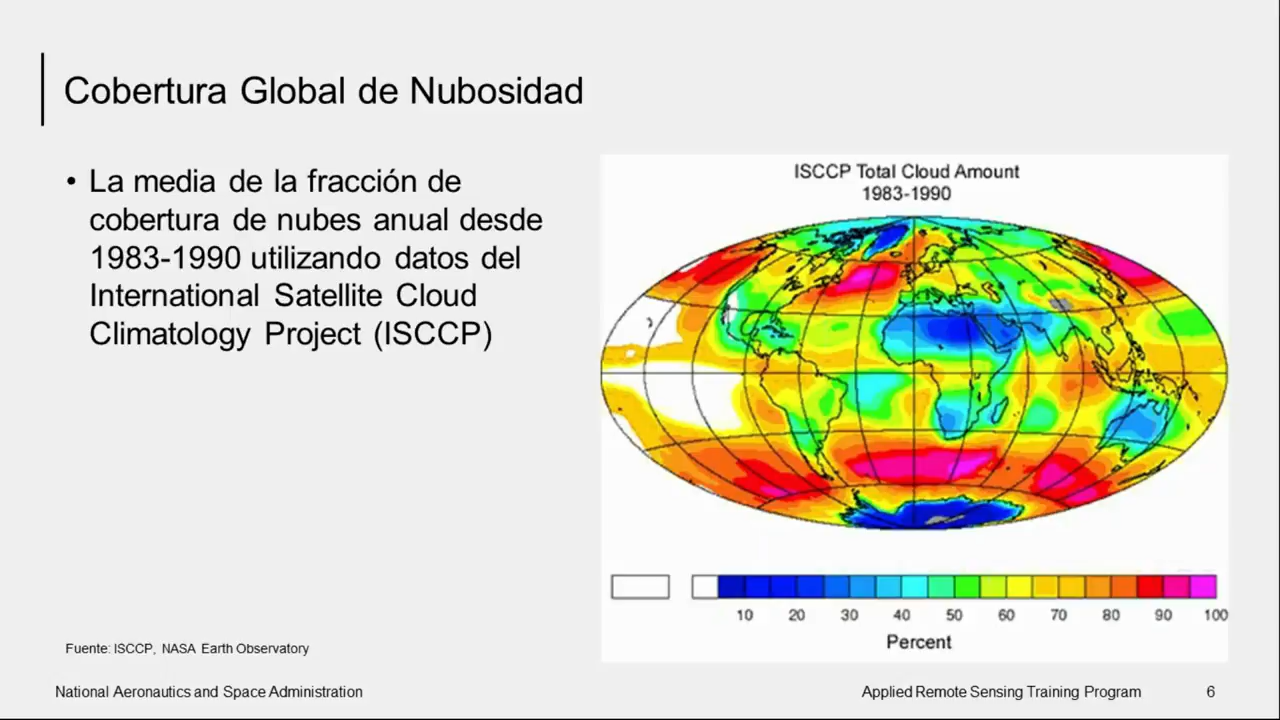 Cobertura Global de Nubosidad
• La media de la fracción de
cobertura de nubes anual desde
1983-1990 utilizando datos del
International Satellite Cloud
Climatology Project (ISCCP)
ISCCP Total Cloud Amount
1983-1990
10 20 30 40 50 60 70 80 90 100
Percent
Fuente: ISCCP, NASA Earth Observatory
National Aeronautics and Space Administration
Applied Remote Sensing Training Program
6